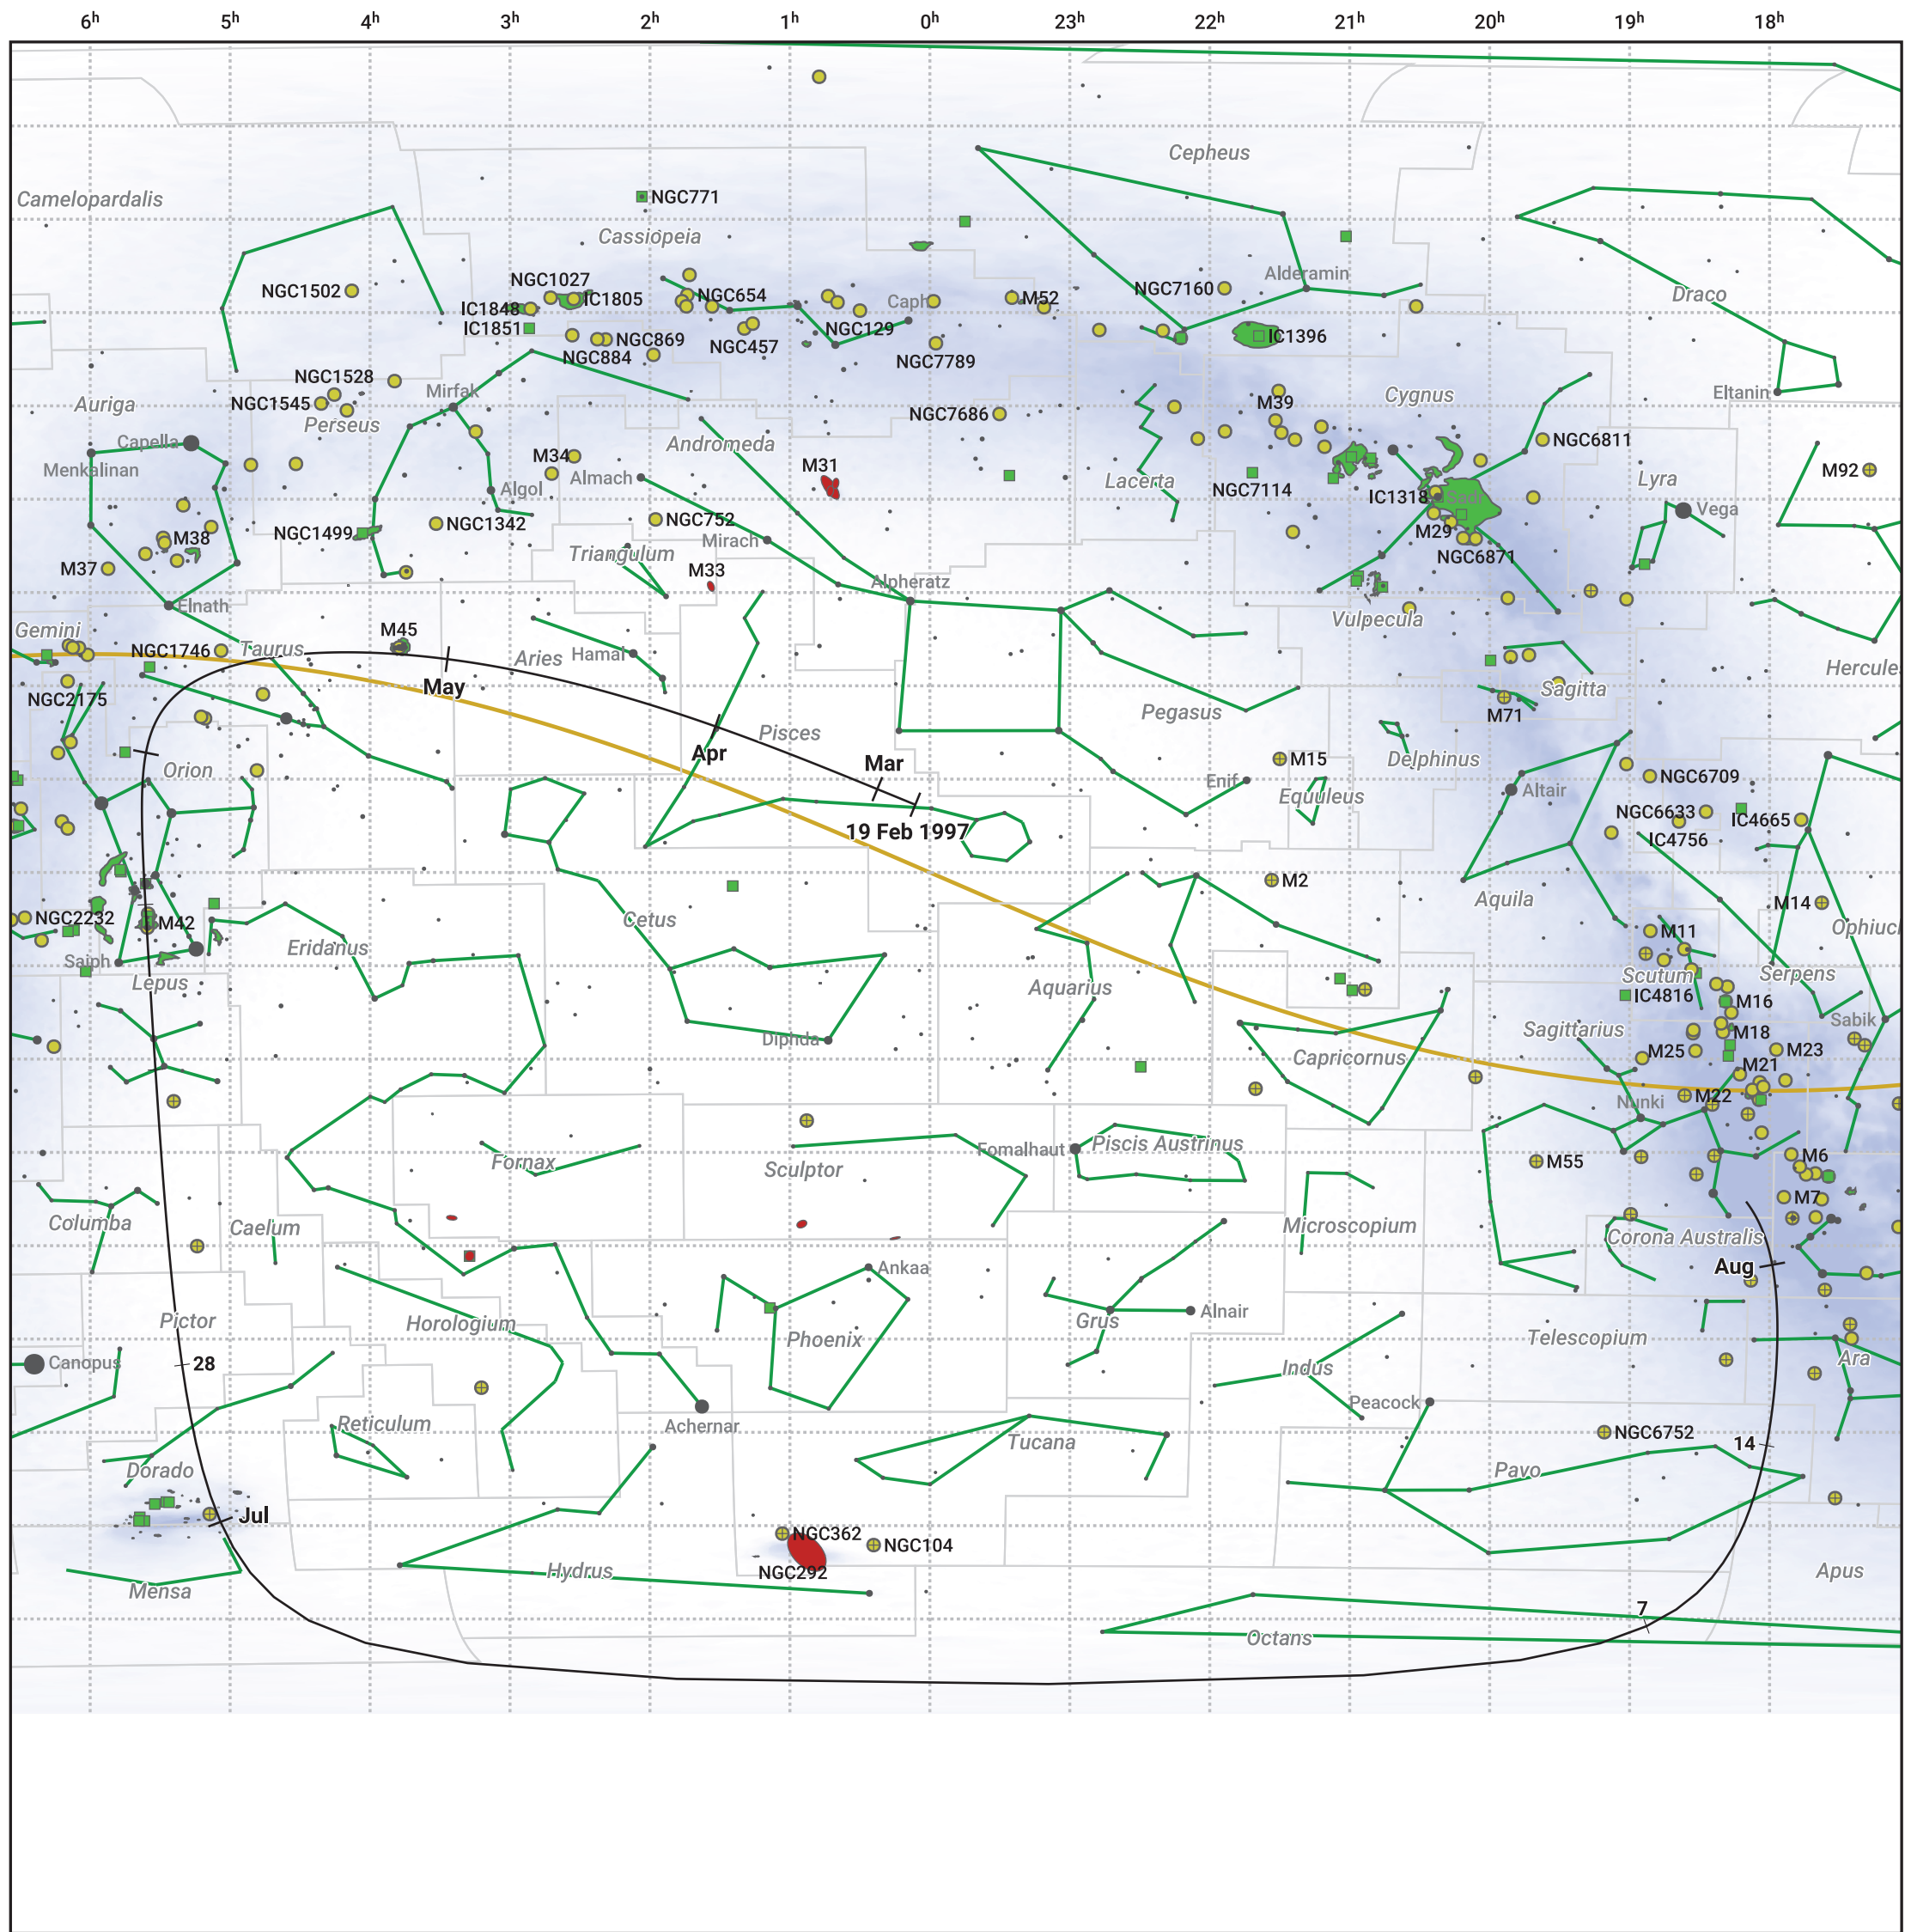 6h 5h 4h 3h 2h 1h 0h 23h 22h 21h 20h 19h 18h
Cepheus
Camelopardalis
NGC771
Cassiopeia
Alderamin
NGC1502
NGC1027
IC1805
NGC654
Caph
M52
NGC7160
Draco
IC1848
IC1851
NGC869
NGC129
IC1396
NGC884
NGC457
NGC7789
NGC1528
Mirfak
Eltanin
Auriga
NGC1545
Perseus
Cygnus
M39
NGC7686
Capella
Andromeda
NGC6811
Menkalinan
M34
M31
M92
Almach
Lacerta
NGC7114
Lyra
Algol
IC1318
Sadr
Vega
NGC1342
NGC752
M38
NGC1499
Mirach
M29
Triangulum
NGC6871
M37
M33
Alpheratz
Elnath
Vulpecula
Gemini
M45
Taurus
NGC1746
Aries
Hamal
Hercules
May
Sagitta
NGC2175
Pegasus
M71
Pisces
Apr
Mar
M15
Delphinus
Orion
Enif
Equuleus
Altair
NGC6709
19 Feb 1997
NGC6633
IC4665
IC4756
M2
Aquila
M14
NGC2232
M42
Cetus
Eridanus
M11
Ophiuc
Saiph
Scutum
Serpens
Lepus
Aquarius
IC4816
M16
Sabik
Sagittarius
M18
Diphda
M25
M23
Capricornus
M21
M22
Nunki
Fomalhaut
Piscis Austrinus
Fornax
Sculptor
M55
M6
M7
Columba
Caelum
Microscopium
Corona Australis
Ankaa
Aug
Alnair
Pictor
Horologium
Phoenix
Grus
Telescopium
Canopus
28
Indus
Ara
Peacock
Achernar
Reticulum
NGC6752
Tucana
14
Dorado
Pavo
Jul
NGC362
NGC104
Hydrus
NGC292
Apus
Mensa
7
Octans